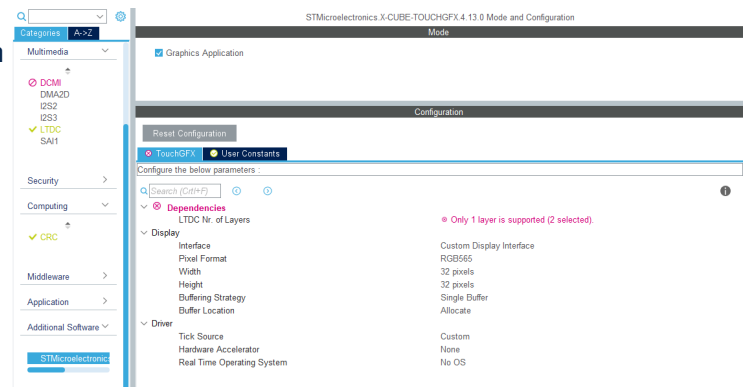 STMicroelectronics.X-CUBE-TOUCHGFX.4.13.0 Mode and Configuration
Categories A->Z
Mode
Multimedia
Graphics Application
DCMI
DMA2D
I2S2
I2S3
LTDC
SAI1
Configuration
Reset Configuration
TouchGFX User Constants
Configure the below parameters :
Security
Search (Crtl+F)
Computing
Dependencies
LTDC Nr. of Layers Only 1 layer is supported (2 selected).
CRC
Display
Interface Custom Display Interface
Pixel Format RGB565
Width 32 pixels
Middleware
Height 32 pixels
Buffering Strategy Single Buffer
Application
Buffer Location Allocate
Additional Software
Driver
Tick Source Custom
Hardware Accelerator None
STMicroelectronics
Real Time Operating System No OS